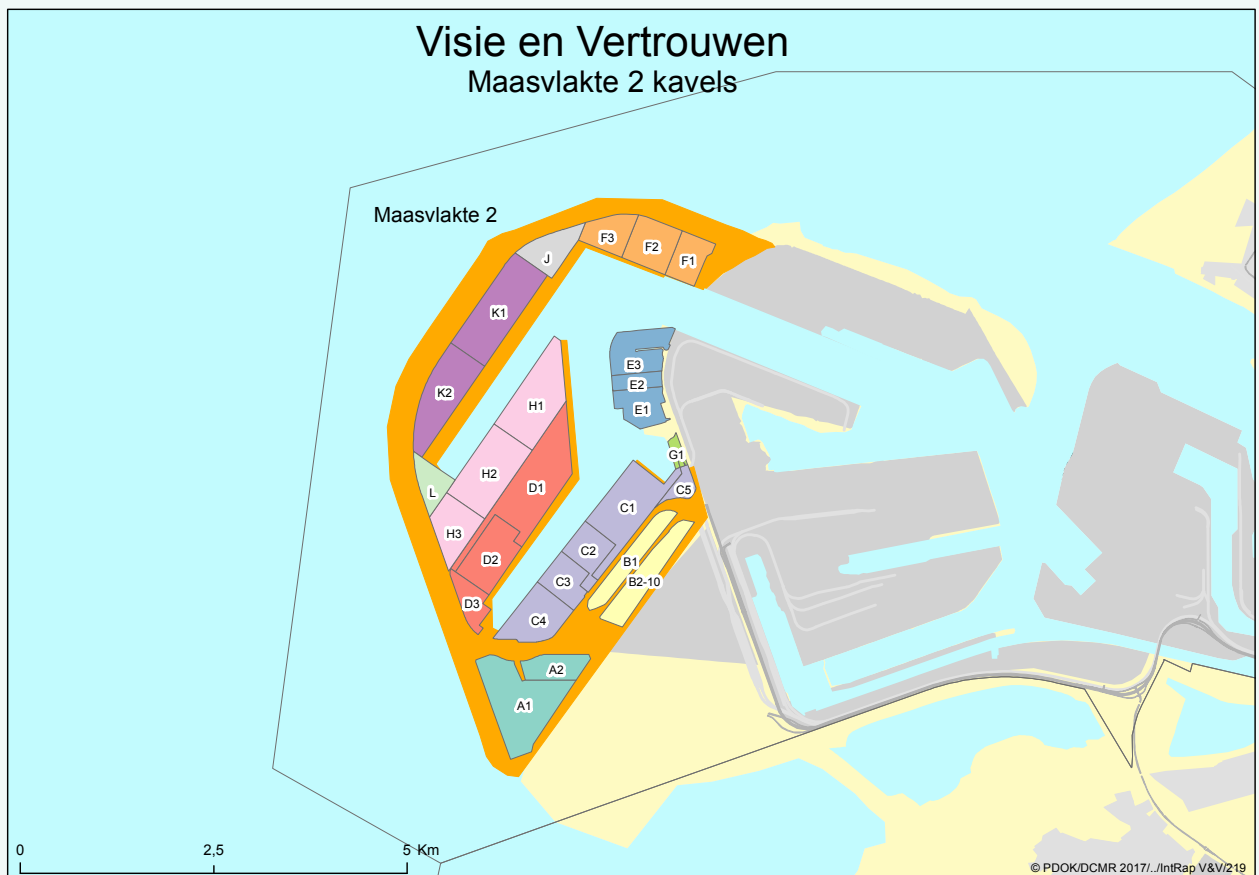 Visie en Vertrouwen
Maasvlakte 2 kavels
Maasvlakte 2
F3
F2
F1
J
K1
E3
E2
K2
H1
E1
G1
H2
L
D1
C5
C1
H3
C2
D2
B1
C3
B2-10
D3
C4
A2
A1
0
2,5
5 Km
© PDOK/DCMR 2017/../IntRap V&V/219